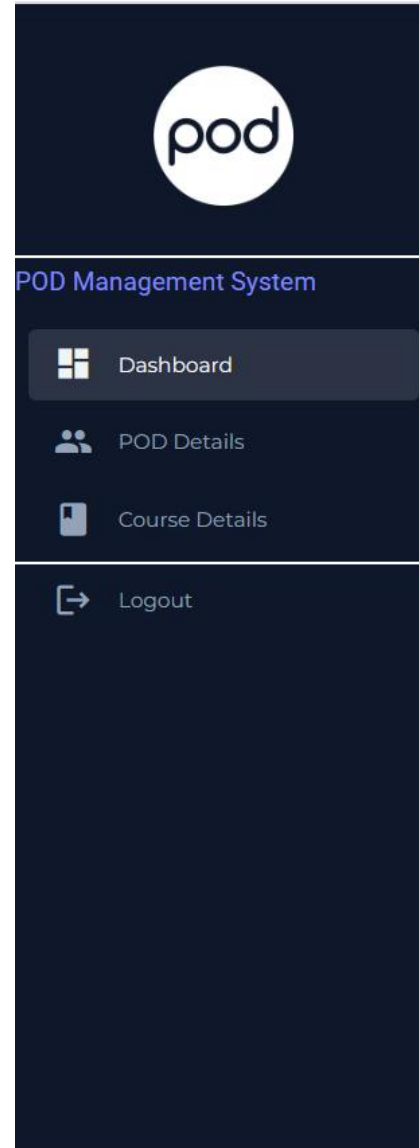 pod
POD Management System
Dashboard
POD Details
Course Details
Logout